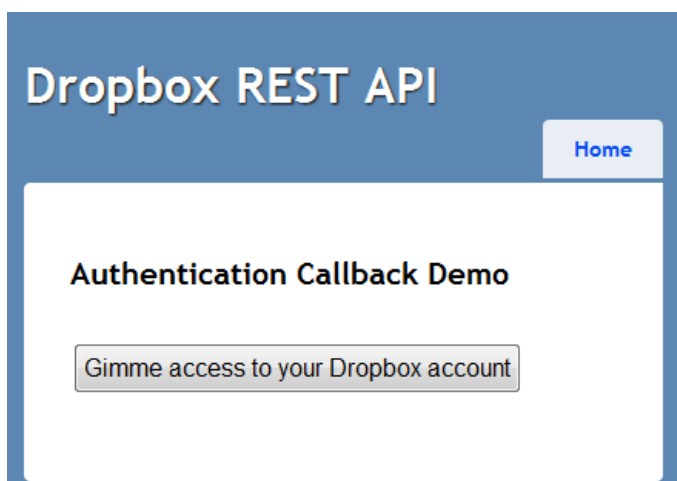 Dropbox REST API
Home
Authentication Callback Demo
Gimme access to your Dropbox account